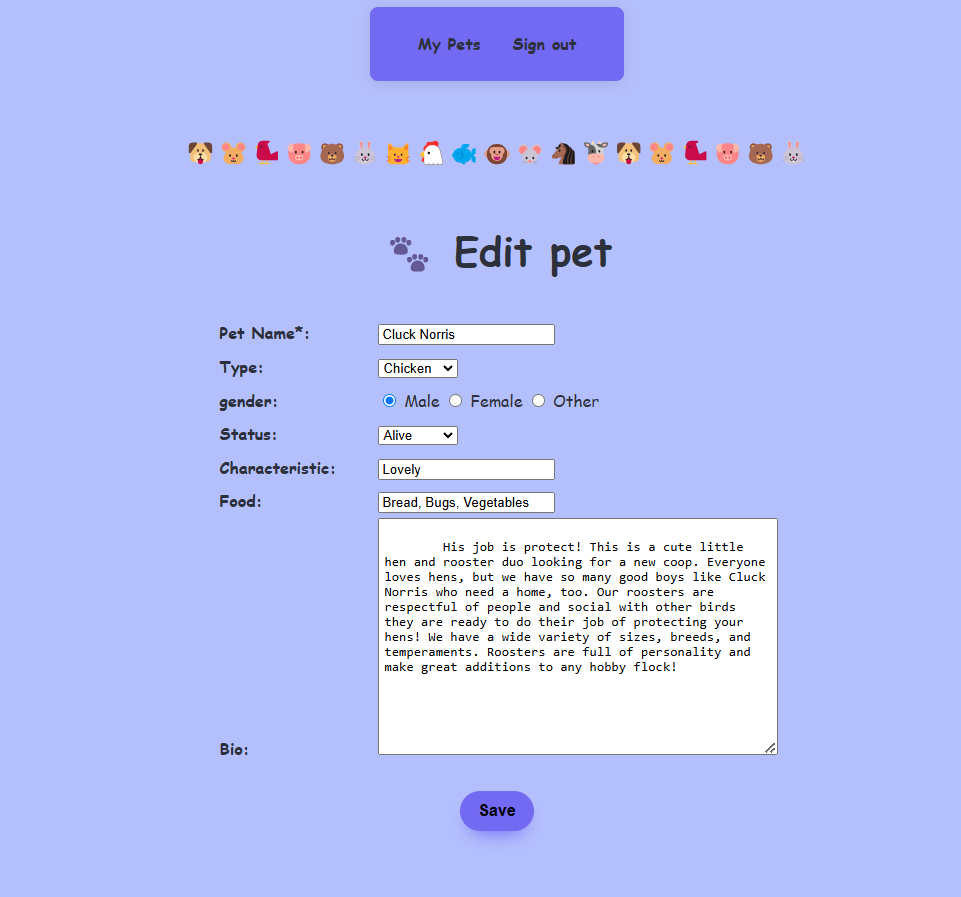 My Pets Sign out
Edit pet
Pet Name*: Cluck Norris
Type: Chicken
gender: Male Female Other
Status: Alive
Characteristic: Lovely
Food: Bread, Bugs, Vegetables
His job is protect! This is a cute little
hen and rooster duo looking for a new coop. Everyone
loves hens, but we have so many good boys like Cluck
Norris who need a home, too. Our roosters are
respectful of people and social with other birds
they are ready to do their job of protecting your
hens! We have a wide variety of sizes, breeds, and
temperaments. Roosters are full of personality and
make great additions to any hobby flock!
Bio:
Save